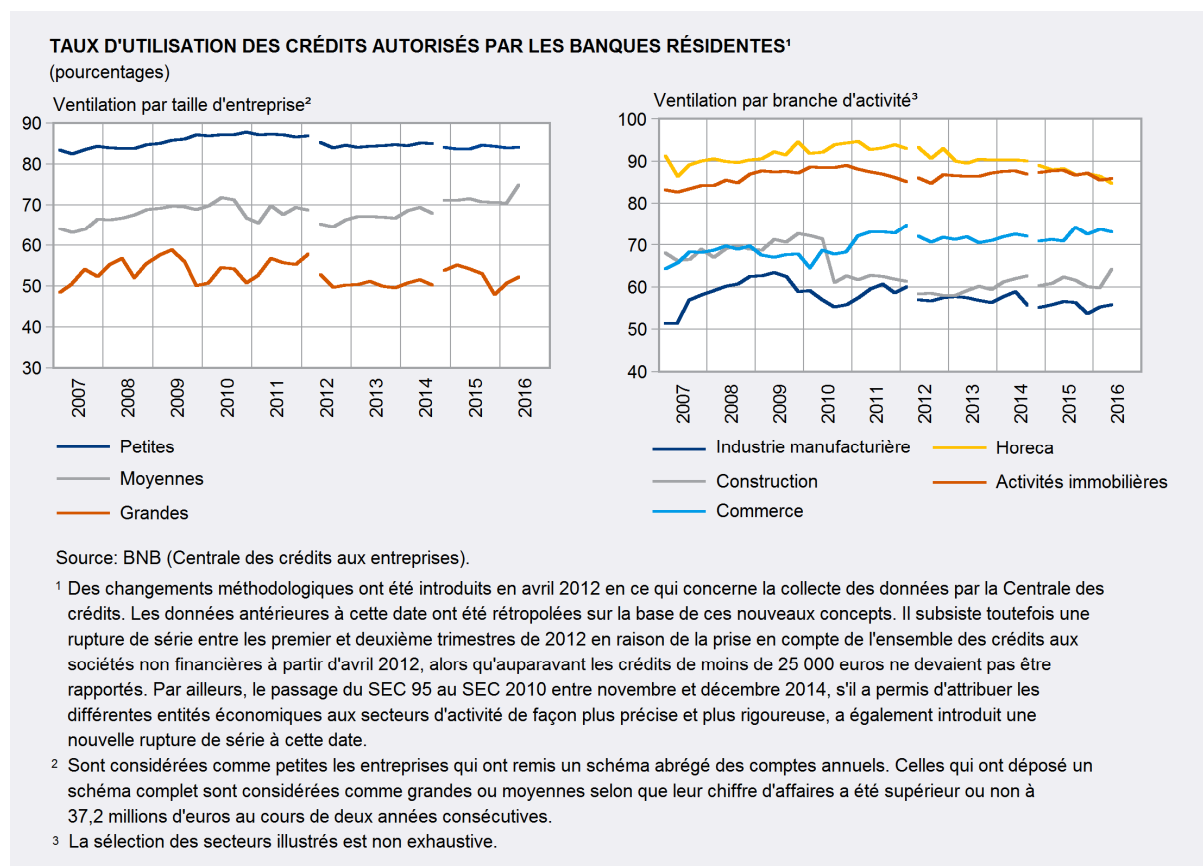 TAUX D'UTILISATION DES CRÉDITS AUTORISÉS PAR LES BANQUES RÉSIDENTES¹
(pourcentages)
Ventilation par taille d'entreprise²
90
80
70
60
50
40
30
2007
2008
2009
2010
2011
2012
2013
2014
2015
2016
Petites
Moyennes
Grandes
Ventilation par branche d'activité³
100
90
80
70
60
50
40
2007
2008
2009
2010
2011
2012
2013
2014
2015
2016
Industrie manufacturière
Horeca
Construction
Activités immobilières
Commerce
Source: BNB (Centrale des crédits aux entreprises).
¹ Des changements méthodologiques ont été introduits en avril 2012 en ce qui concerne la collecte des données par la Centrale des
crédits. Les données antérieures à cette date ont été rétropolées sur la base de ces nouveaux concepts. Il subsiste toutefois une
rupture de série entre les premier et deuxième trimestres de 2012 en raison de la prise en compte de l'ensemble des crédits aux
sociétés non financières à partir d'avril 2012, alors qu'auparavant les crédits de moins de 25 000 euros ne devaient pas être
rapportés. Par ailleurs, le passage du SEC 95 au SEC 2010 entre novembre et décembre 2014, s'il a permis d'attribuer les
différentes entités économiques aux secteurs d'activité de façon plus précise et plus rigoureuse, a également introduit une
nouvelle rupture de série à cette date.
² Sont considérées comme petites les entreprises qui ont remis un schéma abrégé des comptes annuels. Celles qui ont déposé un
schéma complet sont considérées comme grandes ou moyennes selon que leur chiffre d'affaires a été supérieur ou non à
37,2 millions d'euros au cours de deux années consécutives.
³ La sélection des secteurs illustrés est non exhaustive.